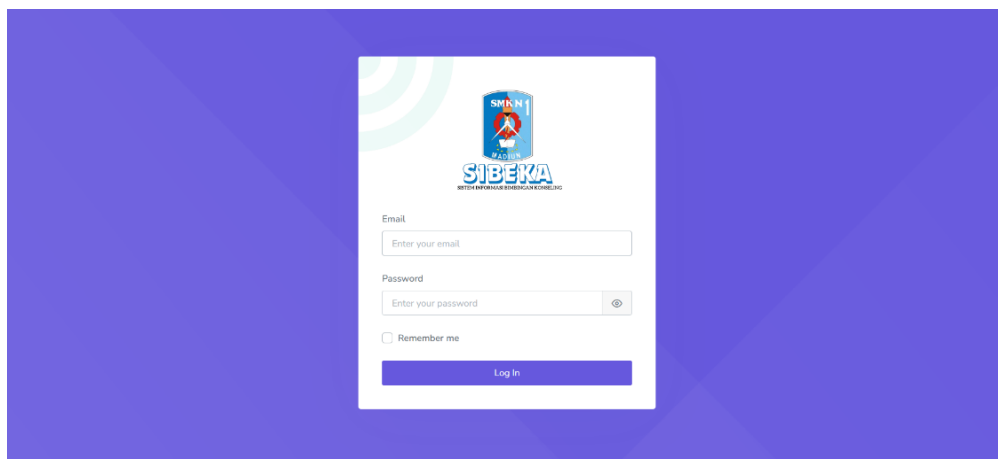 SMK N 1
MADIUN
SIBEKA
SISTEM INFORMASI BIMBINGAN KONSELING
Email
Enter your email
Password
Enter your password
Remember me
Log In